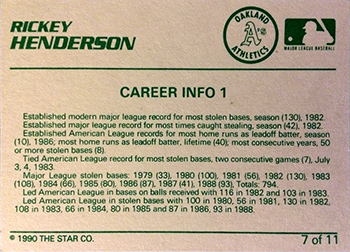 RICKEY
HENDERSON
OAKLAND
A's
ATHLETICS
MAJOR LEAGUE BASEBALL
CAREER INFO 1
Established modern major league record for most stolen bases, season (130), 1982.
Established major league record for most times caught stealing, season (42), 1982.
Established American League records for most home runs as leadoff batter, season
(10), 1986; most home runs as leadoff batter, lifetime (40); most consecutive years, 50
or more stolen bases (8).
Tied American League record for most stolen bases, two consecutive games (7), July
3, 4, 1983.
Major League stolen bases: 1979 (33), 1980 (100), 1981 (56), 1982 (130), 1983
(108), 1984 (66), 1985 (80), 1986 (87), 1987 (41), 1988 (93). Totals: 794.
Led American League in bases on balls received with 116 in 1982 and 103 in 1983.
Led American League in stolen bases with 100 in 1980, 56 in 1981, 130 in 1982,
108 in 1983, 66 in 1984, 80 in 1985 and 87 in 1986, 93 in 1988.
© 1990 THE STAR CO.
7 of 11